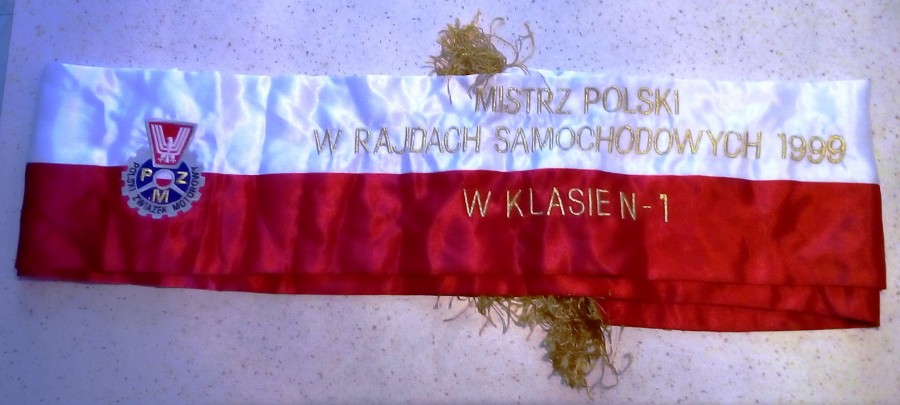 MISTRZ POLSKI
W RAJDACH SAMOCHODOWYCH 1999
W KLASIE N-1
PZM
POLSKI ZWIĄZEK MOTOROWY